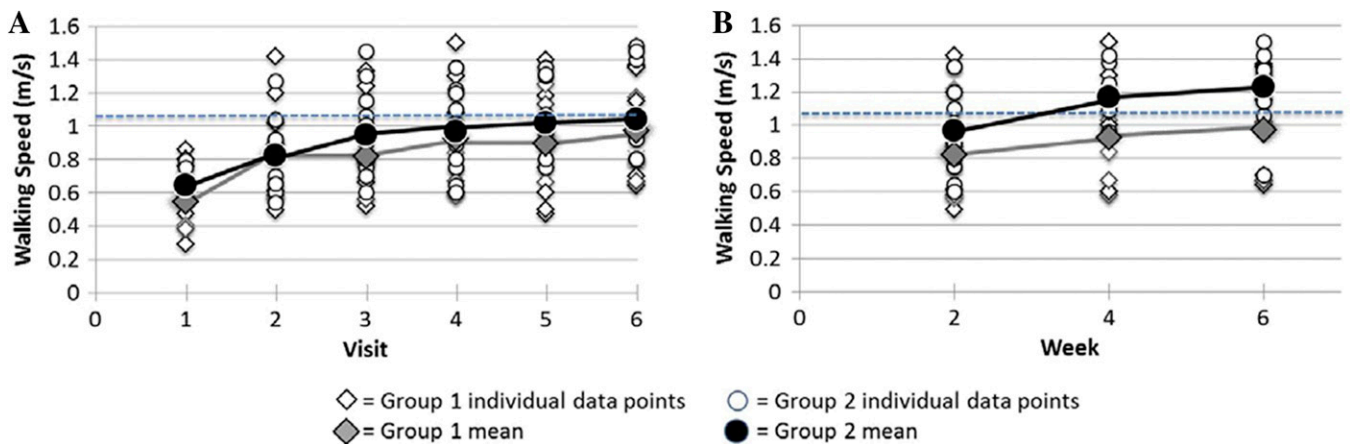 A
Walking Speed (m/s)
1.6
1.4
1.2
1
0.8
0.6
0.4
0.2
0
0 1 2 3 4 5 6
Visit
B
Walking Speed (m/s)
1.6
1.4
1.2
1
0.8
0.6
0.4
0.2
0
0 2 4 6
Week
= Group 1 individual data points
= Group 2 individual data points
= Group 1 mean
= Group 2 mean